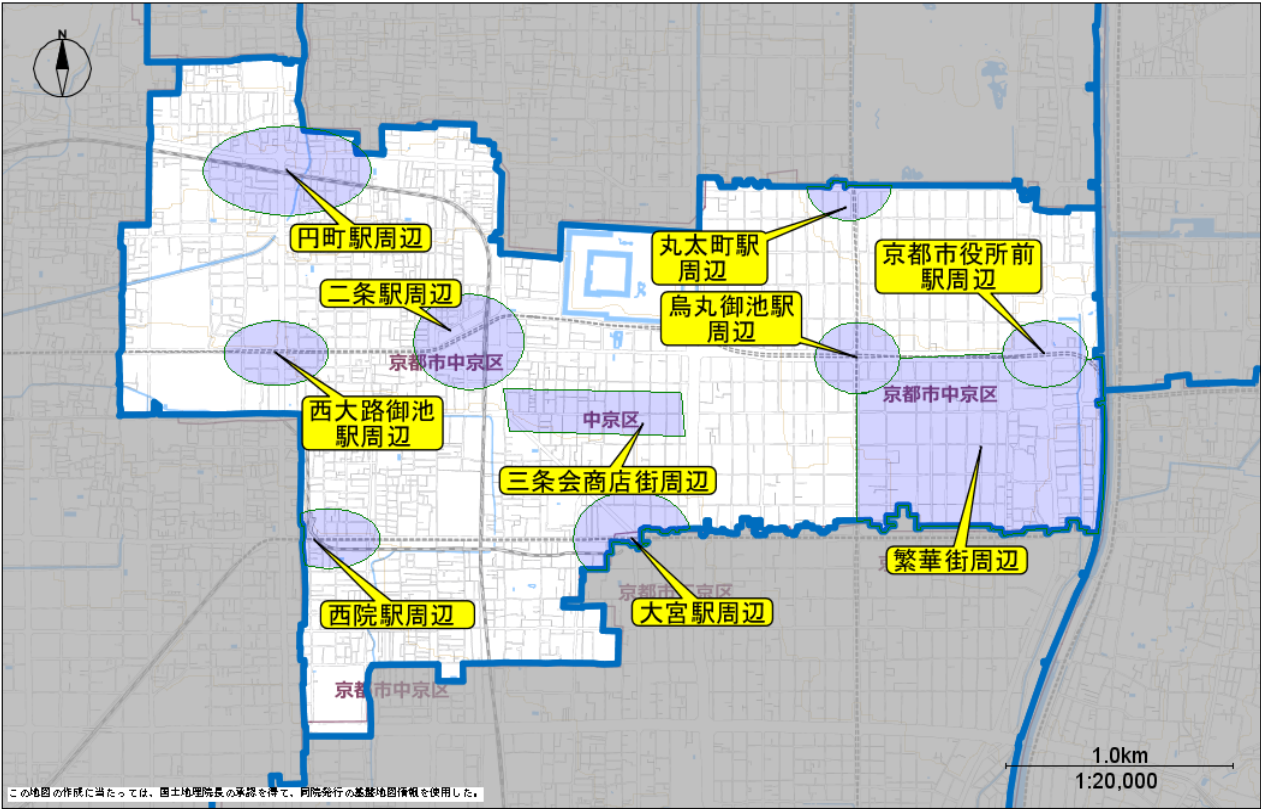 N
円町駅周辺
丸太町駅
周辺
京都市役所前
駅周辺
二条駅周辺
烏丸御池駅
周辺
京都市中京区
京都市中京区
西大路御池
駅周辺
中京区
三条会商店街周辺
繁華街周辺
西院駅周辺
大宮駅周辺
京都市中京区
1.0km
1:20,000
この地図の作成に当たっては、国土地理院長の承認を得て、同院発行の基盤地図情報を使用した。